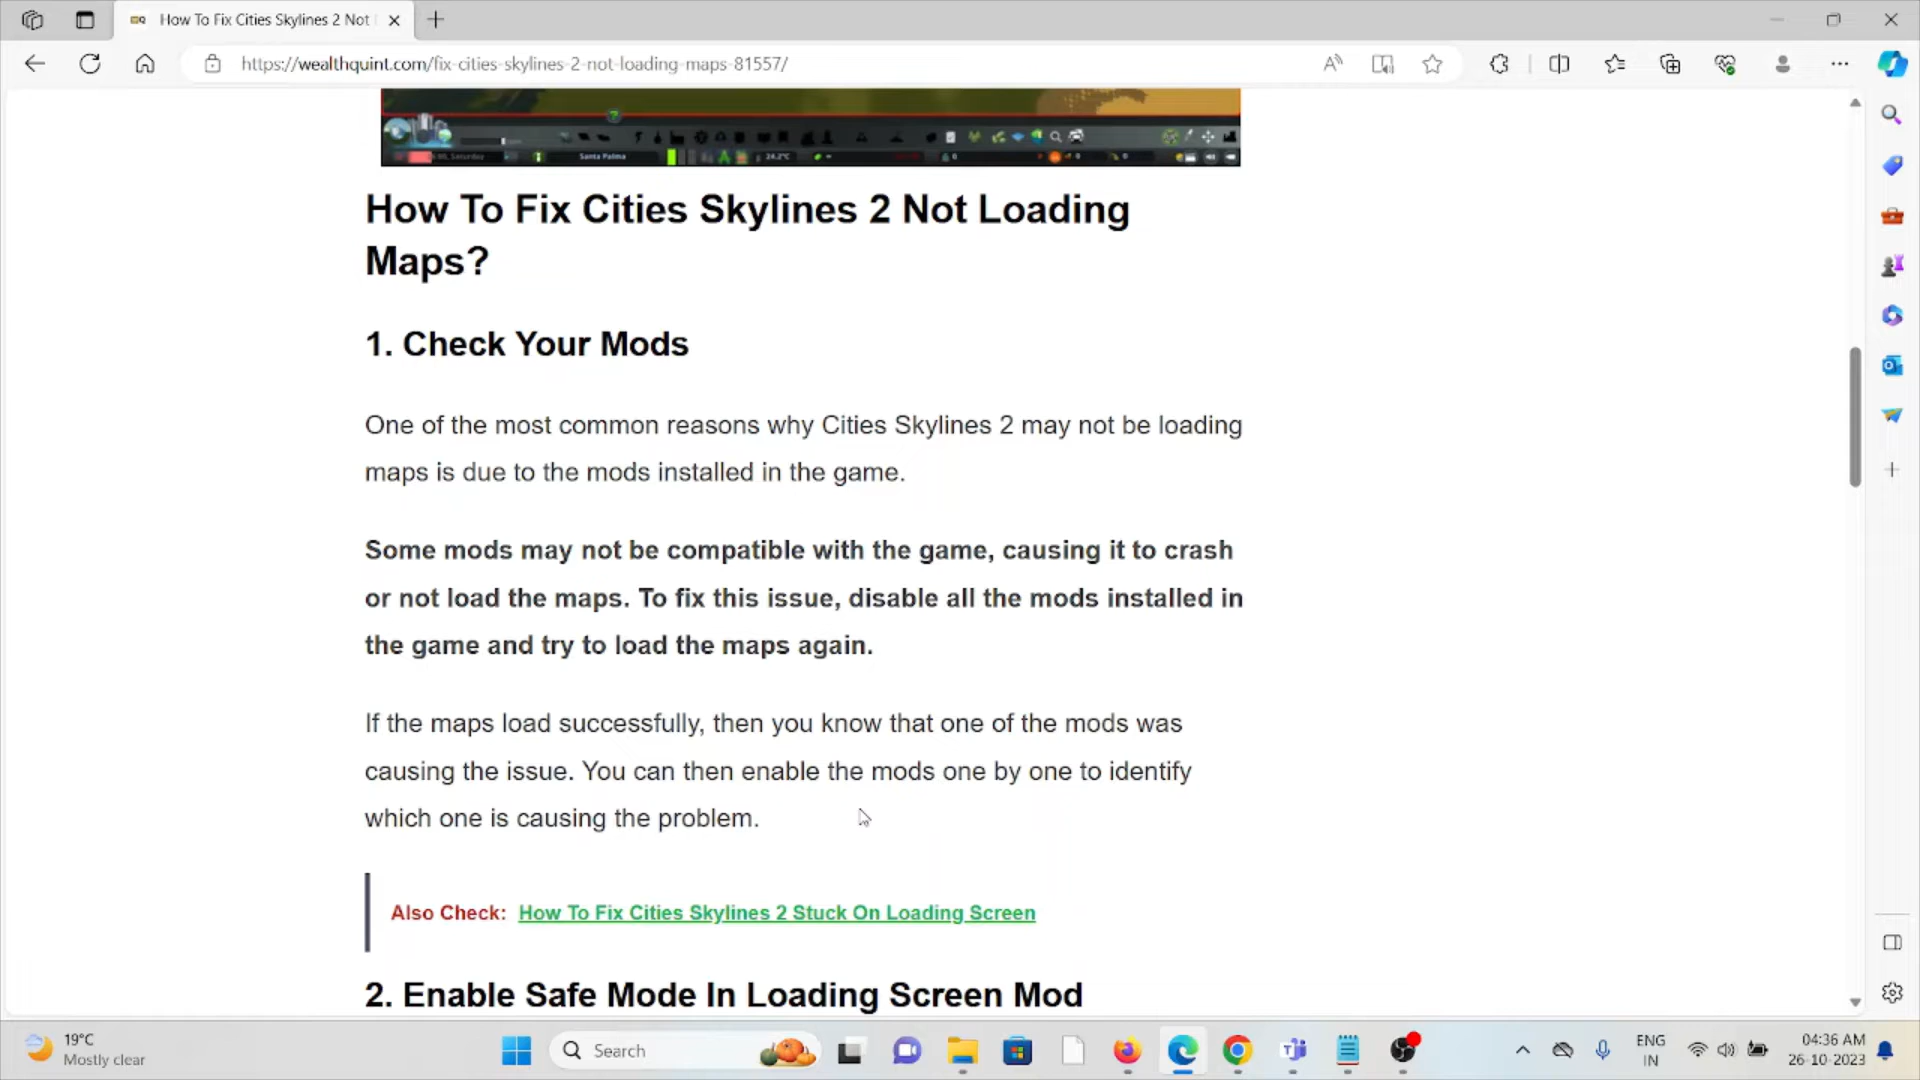 How To Fix Cities Skylines 2 Not
https://wealthquint.com/fix-cities-skylines-2-not-loading-maps-81557/
Saturday
Santa Palma
24.2°C
How To Fix Cities Skylines 2 Not Loading
Maps?
1. Check Your Mods
One of the most common reasons why Cities Skylines 2 may not be loading
maps is due to the mods installed in the game.
Some mods may not be compatible with the game, causing it to crash
or not load the maps. To fix this issue, disable all the mods installed in
the game and try to load the maps again.
If the maps load successfully, then you know that one of the mods was
causing the issue. You can then enable the mods one by one to identify
which one is causing the problem.
Also Check: How To Fix Cities Skylines 2 Stuck On Loading Screen
2. Enable Safe Mode In Loading Screen Mod
19°C
Mostly clear
Search
ENG
IN
04:36 AM
26-10-2023